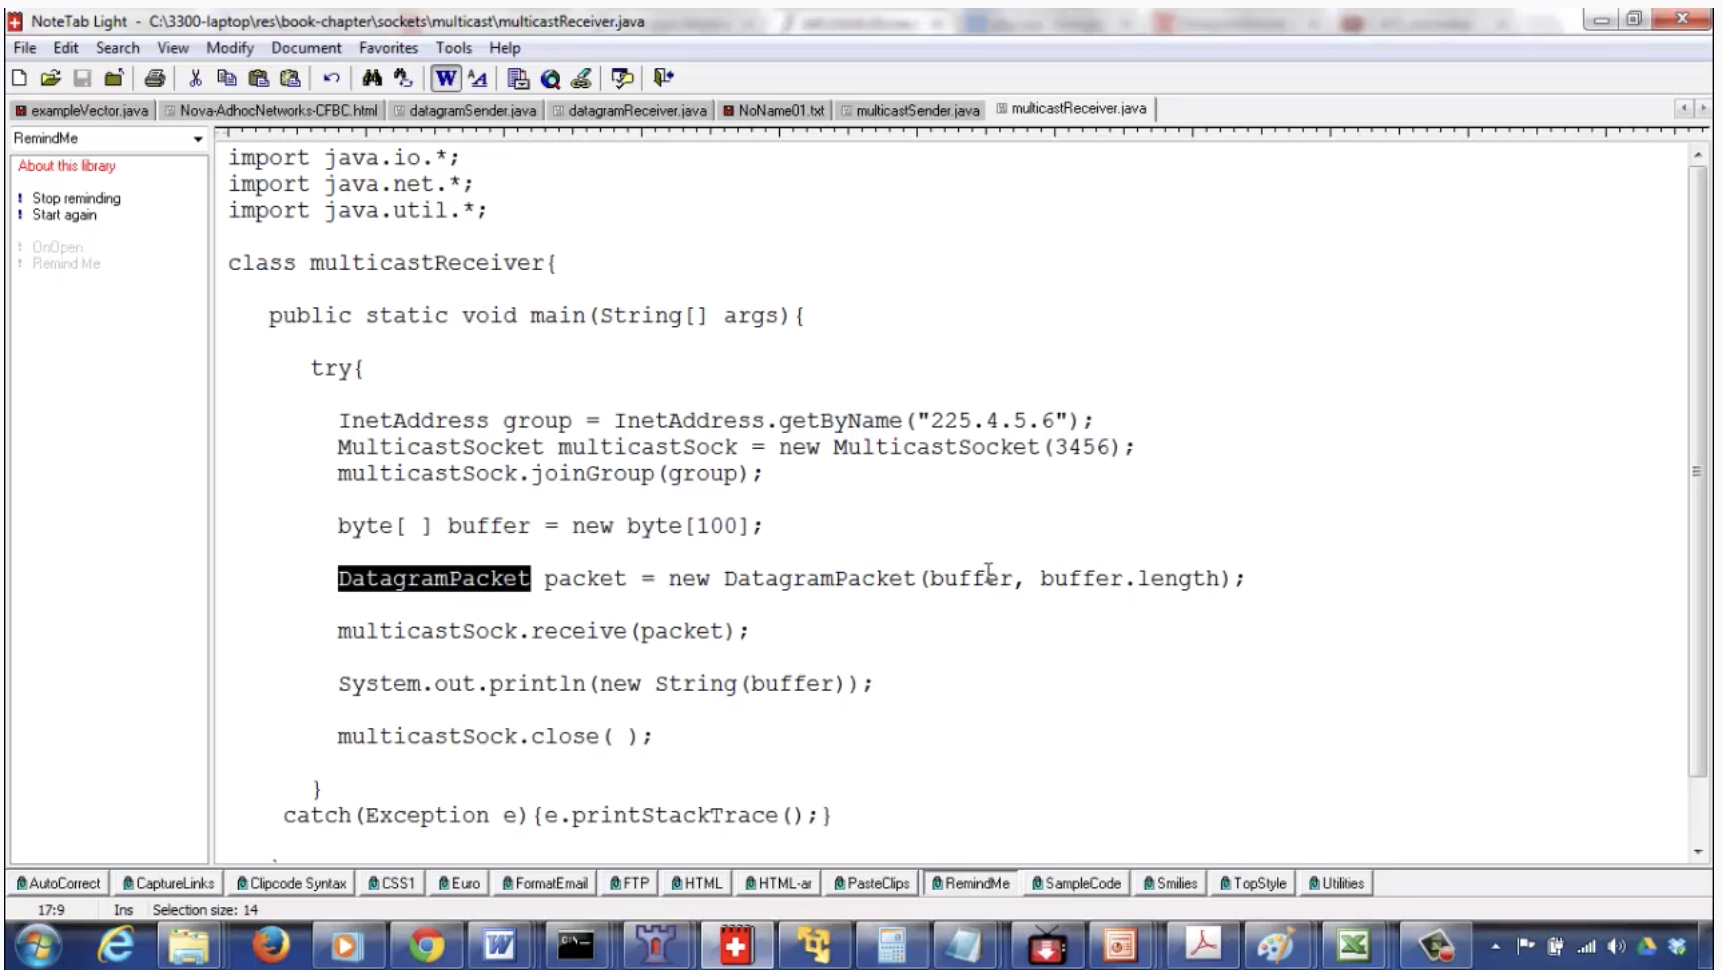 NoteTab Light - C:\3300-laptop\res\book-chapter\sockets\multicast\multicastReceiver.java
File Edit Search View Modify Document Favorites Tools Help
exampleVector.java Nova-AdhocNetworks-CFBC.html datagramSender.java datagramReceiver.java NoName01.txt multicastSender.java multicastReceiver.java
RemindMe
About this library
! Stop reminding
! Start again
! OnOpen
! Remind Me
import java.io.*;
import java.net.*;
import java.util.*;
class multicastReceiver{
public static void main(String[] args){
try{
InetAddress group = InetAddress.getByName("225.4.5.6");
MulticastSocket multicastSock = new MulticastSocket(3456);
multicastSock.joinGroup(group);
byte[ ] buffer = new byte[100];
DatagramPacket packet = new DatagramPacket(buffer, buffer.length);
multicastSock.receive(packet);
System.out.println(new String(buffer));
multicastSock.close( );
}
catch(Exception e){e.printStackTrace();}
AutoCorrect CaptureLinks Clipcode Syntax CSS1 Euro FormatEmail FTP HTML HTML-ar PasteClips RemindMe SampleCode Smilies TopStyle Utilities
17:9 Ins Selection size: 14